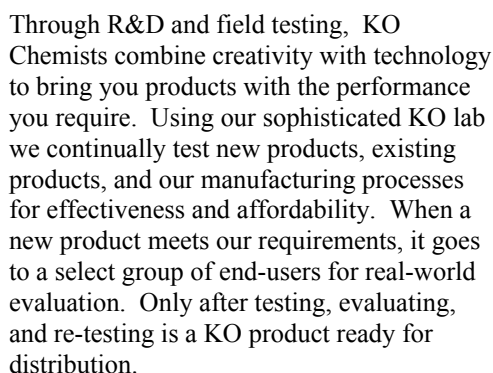 Through R&D and field testing, KO
Chemists combine creativity with technology
to bring you products with the performance
you require. Using our sophisticated KO lab
we continually test new products, existing
products, and our manufacturing processes
for effectiveness and affordability. When a
new product meets our requirements, it goes
to a select group of end-users for real-world
evaluation. Only after testing, evaluating,
and re-testing is a KO product ready for
distribution.